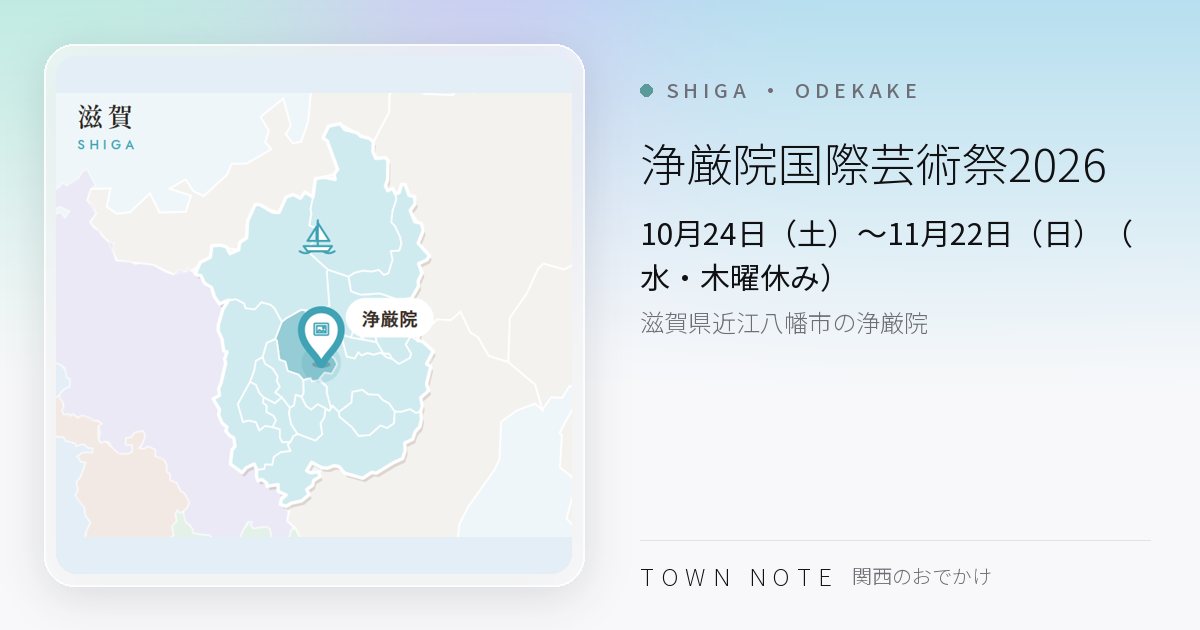 滋賀
SHIGA
浄厳院
SHIGA • ODEKAKE
浄厳院国際芸術祭2026
10月24日（土）〜11月22日（日）（
水・木曜休み）
滋賀県近江八幡市の浄厳院
TOWN NOTE 関西のおでかけ